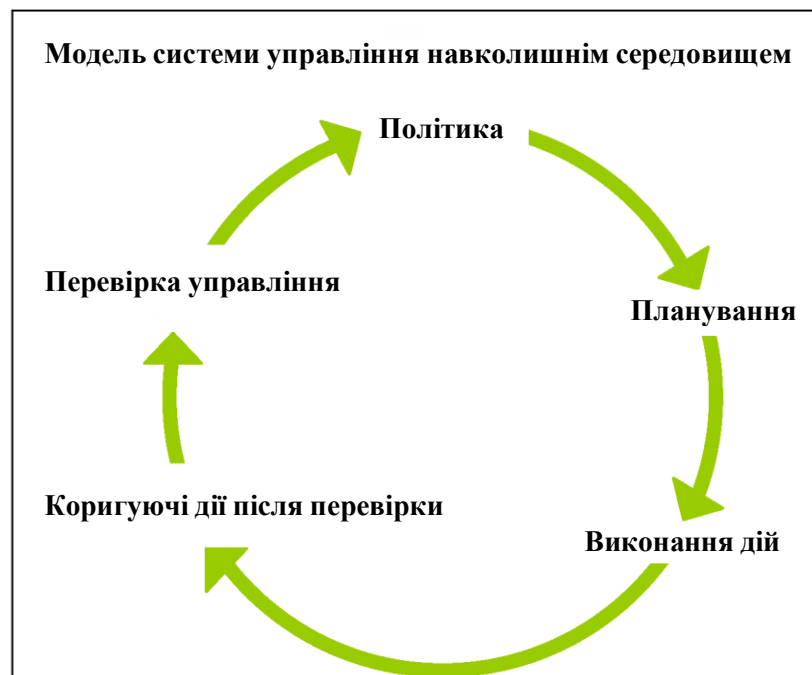 Модель системи управління навколишнім середовищем
Політика
Планування
Виконання дій
Коригуючі дії після перевірки
Перевірка управління